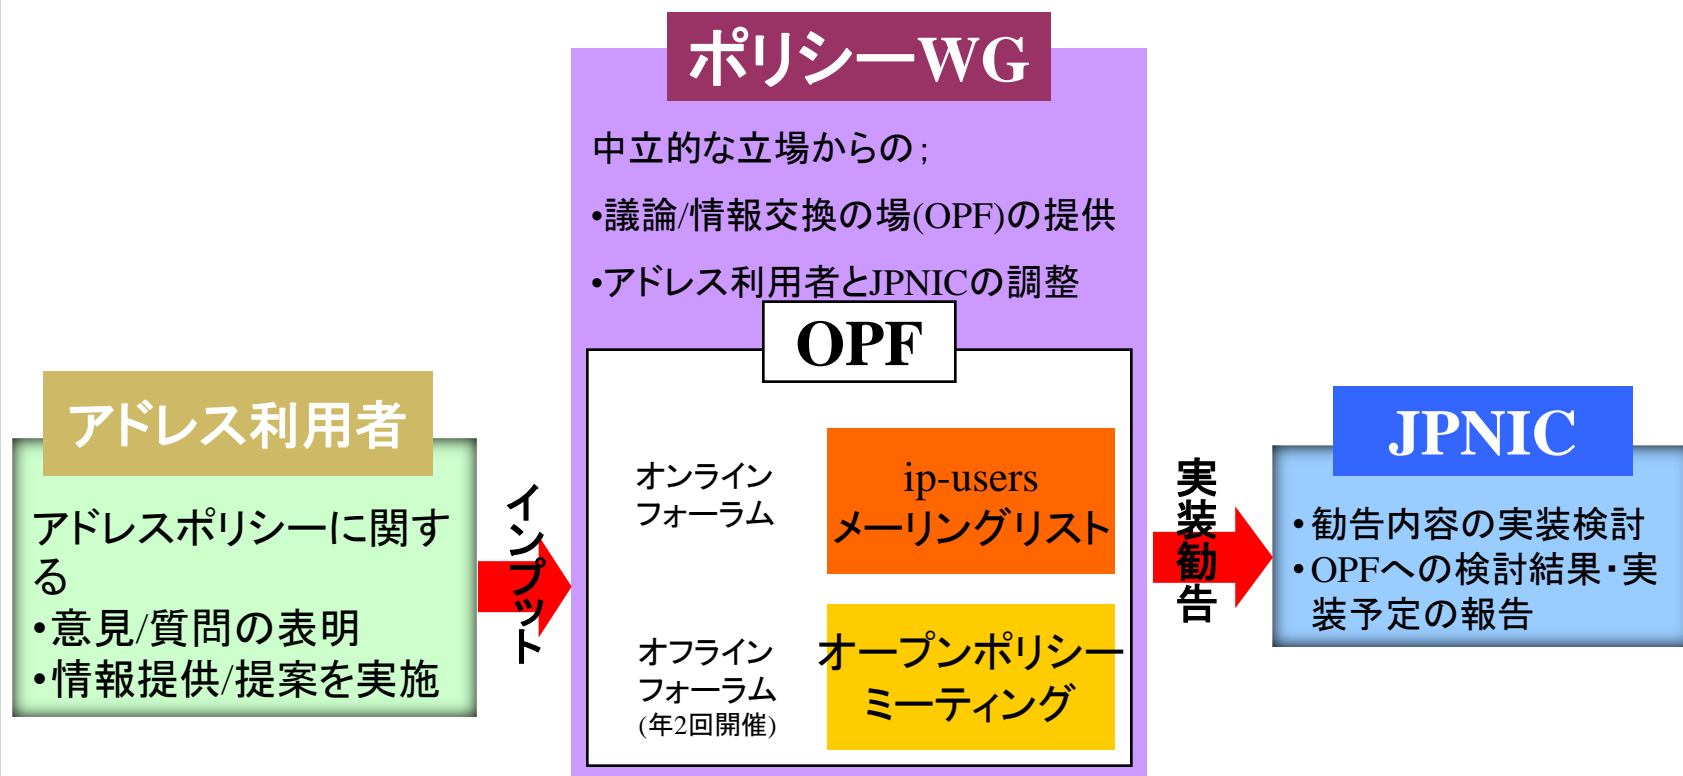 ポリシーWG
中立的な立場からの;
•議論/情報交換の場(OPF)の提供
•アドレス利用者とJPNICの調整
OPF
オンライン
フォーラム
ip-users
メーリングリスト
オフライン
フォーラム
(年2回開催)
オープンポリシー
ミーティング
アドレス利用者
アドレスポリシーに関す
る
•意見/質問の表明
•情報提供/提案を実施
インプット
実装勧告
JPNIC
•勧告内容の実装検討
•OPFへの検討結果・実
装予定の報告